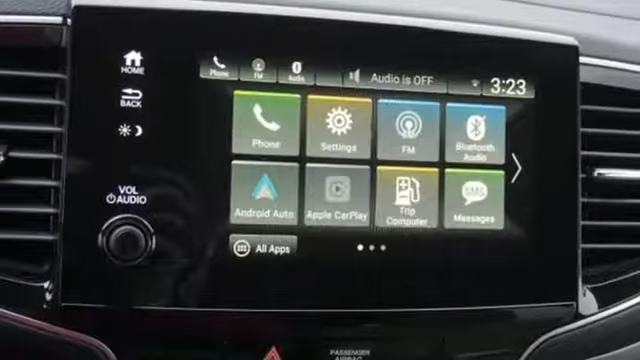 HOME
BACK
VOL
AUDIO
Phone
FM
Audio
Audio is OFF
3:23
Phone
Settings
FM
Bluetooth
Audio
Android Auto
Apple CarPlay
Trip
Computer
SMS
Messages
All Apps
PASSENGER
AIRBAG